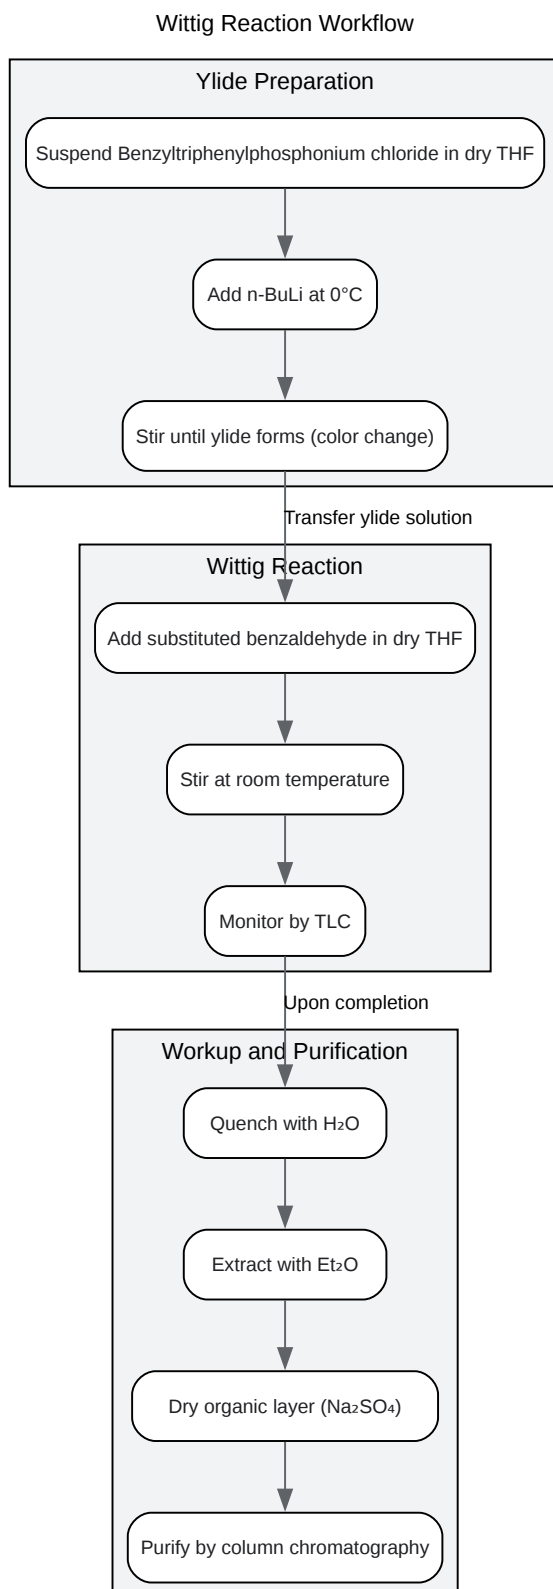 Wittig Reaction Workflow
Ylide Preparation
Suspend Benzyltriphenylphosphonium chloride in dry THF
Add n-BuLi at 0°C
Stir until ylide forms (color change)
Transfer ylide solution
Wittig Reaction
Add substituted benzaldehyde in dry THF
Stir at room temperature
Monitor by TLC
Upon completion
Workup and Purification
Quench with H₂O
Extract with Et₂O
Dry organic layer (Na₂SO₄)
Purify by column chromatography